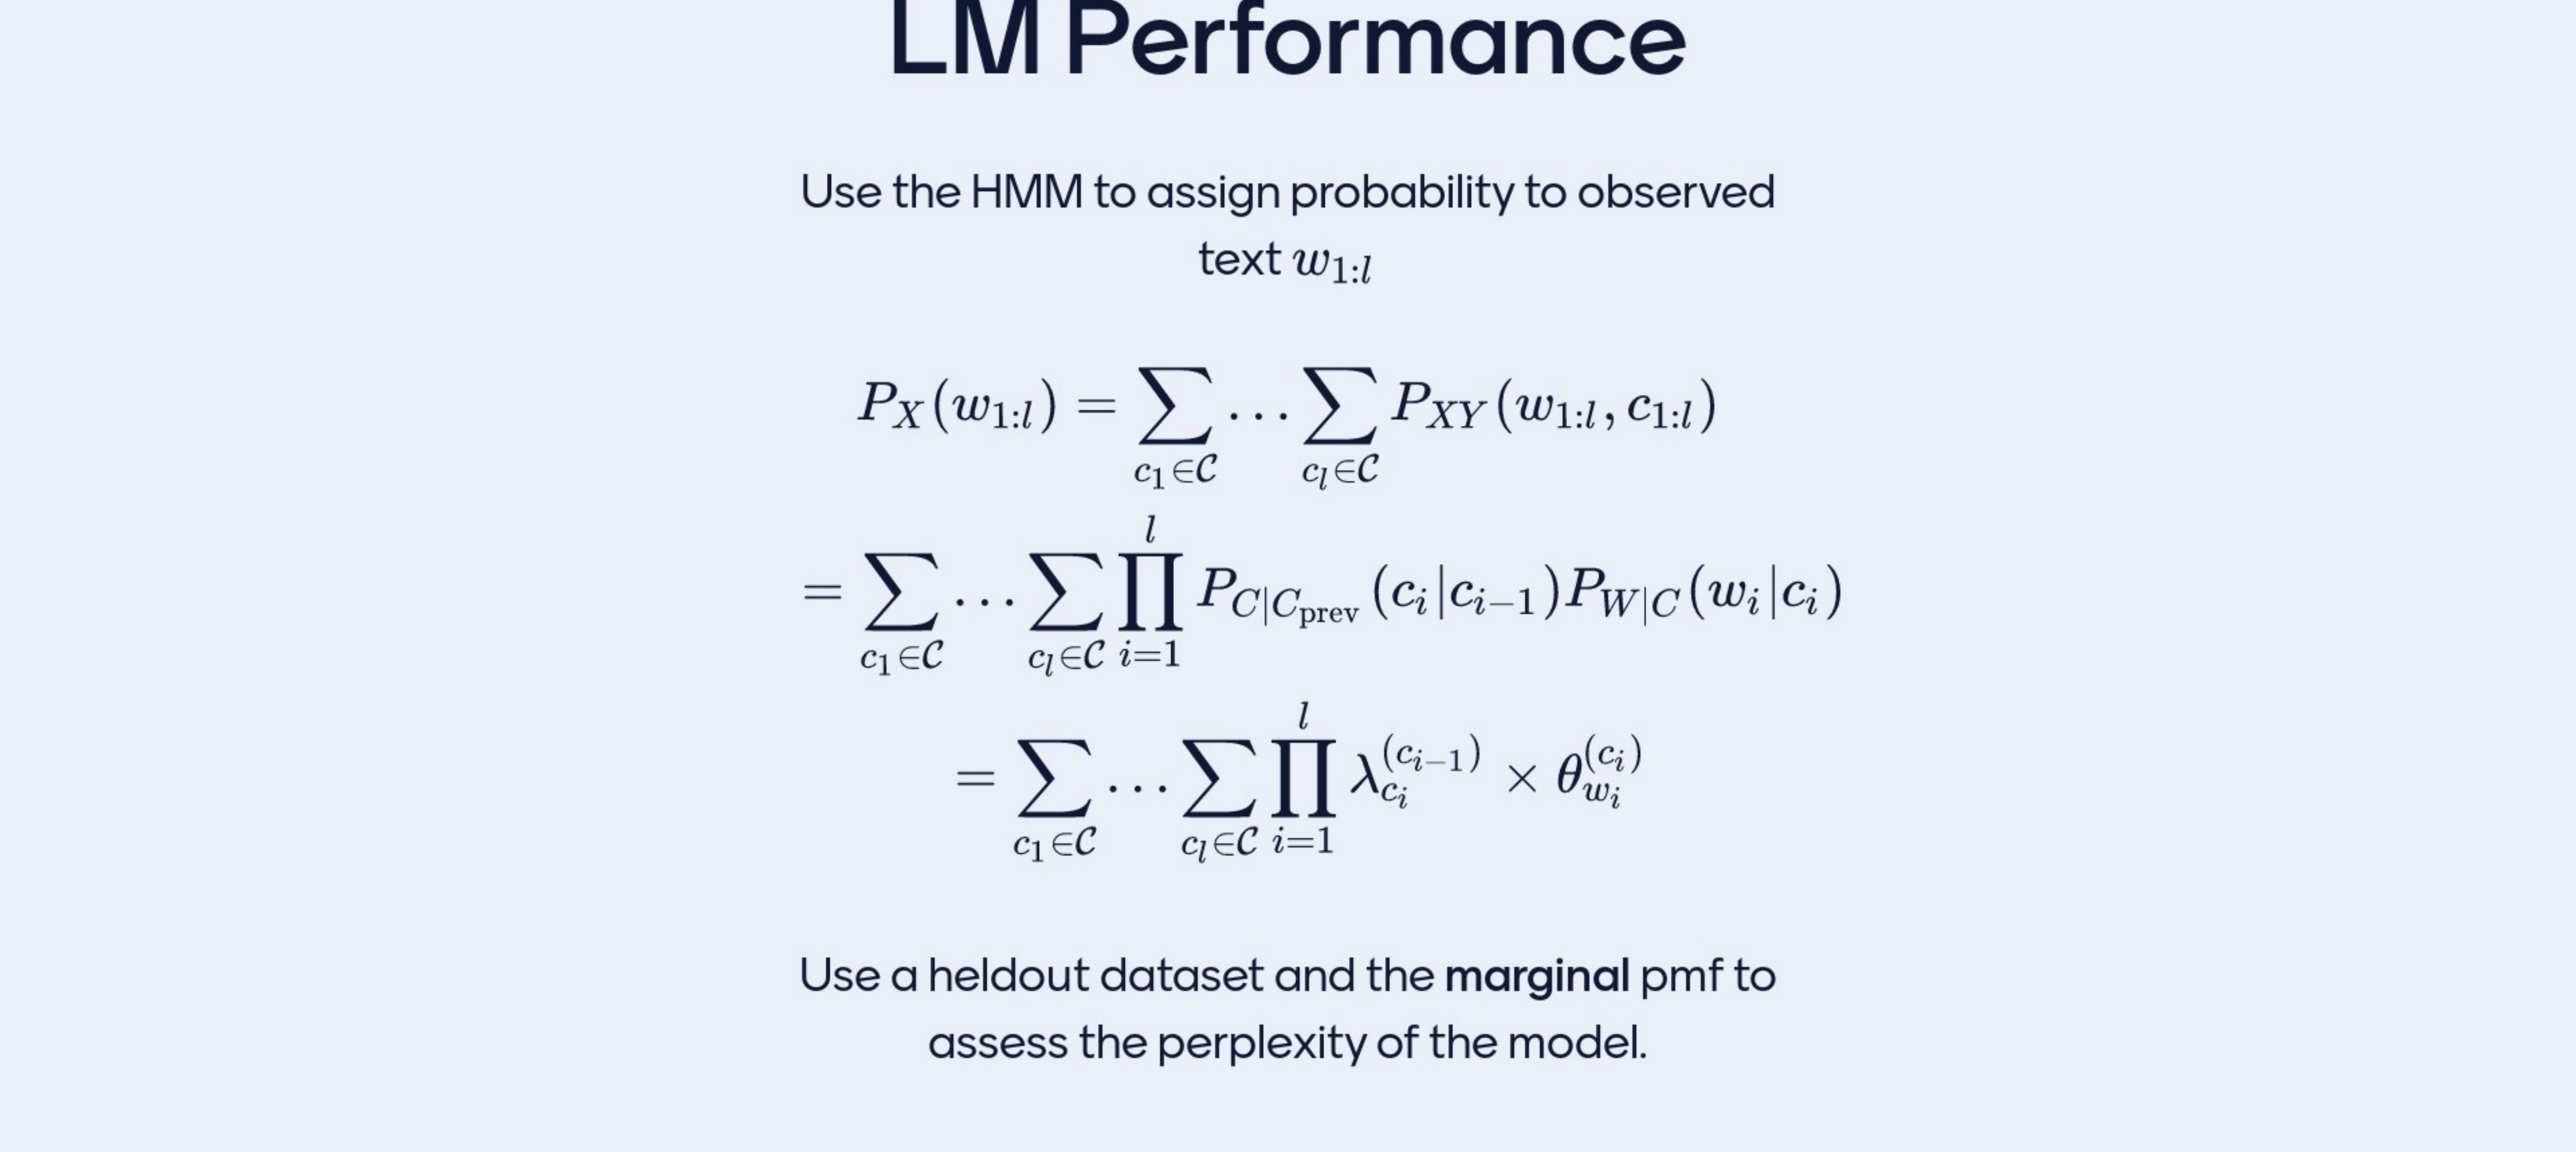 LM Performance
Use the HMM to assign probability to observed
text $w_{1:l}$
$P_X(w_{1:l}) = \sum_{c_1 \in \mathcal{C}} \cdots \sum_{c_l \in \mathcal{C}} P_{XY}(w_{1:l}, c_{1:l})$
$= \sum_{c_1 \in \mathcal{C}} \cdots \sum_{c_l \in \mathcal{C}} \prod_{i=1}^{l} P_{C|C_{\text{prev}}}(c_i|c_{i-1}) P_{W|C}(w_i|c_i)$
$= \sum_{c_1 \in \mathcal{C}} \cdots \sum_{c_l \in \mathcal{C}} \prod_{i=1}^{l} \lambda_{c_i}^{(c_{i-1})} \times \theta_{w_i}^{(c_i)}$
Use a heldout dataset and the marginal pmf to
assess the perplexity of the model.